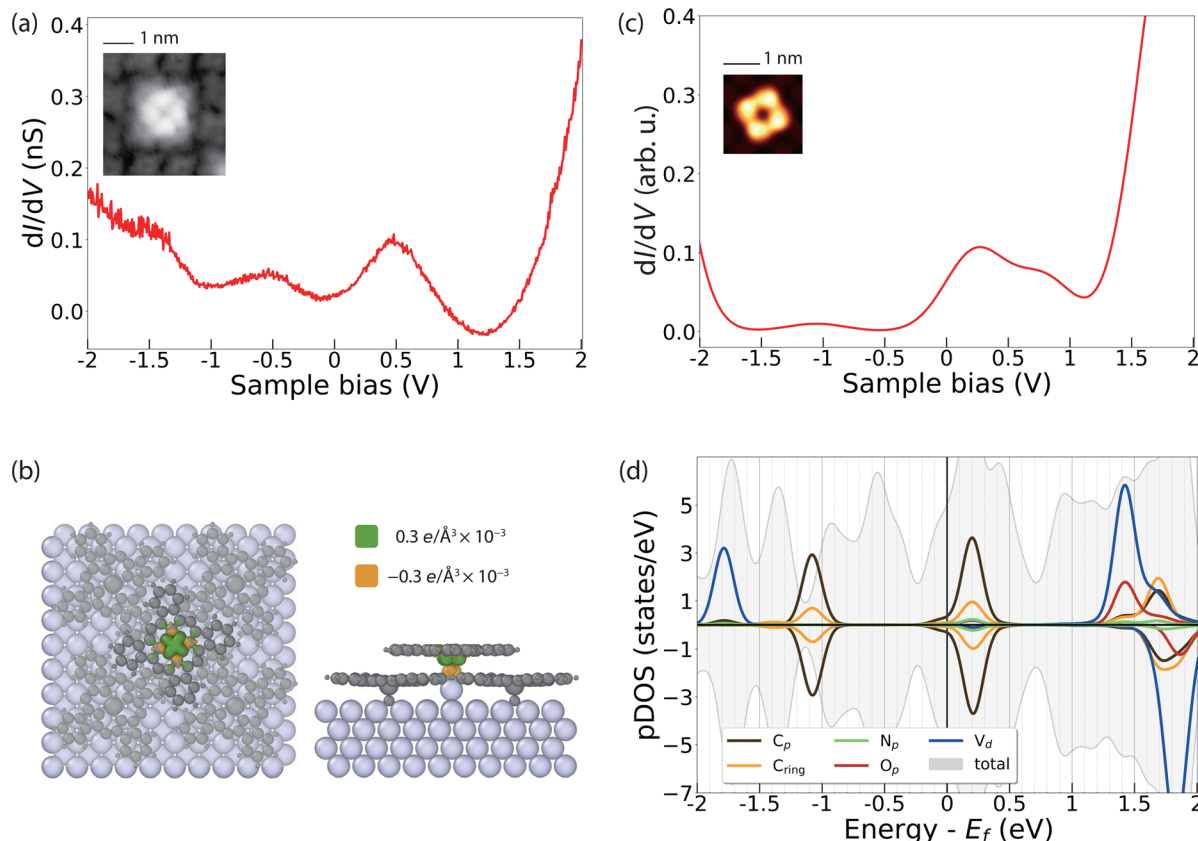 (a)
0.4
0.3
0.2
0.1
0.0
dI/dV (nS)
1 nm
-2 -1.5 -1 -0.5 0 0.5 1 1.5 2
Sample bias (V)
(c)
0.4
0.3
0.2
0.1
0.0
dI/dV (arb. u.)
1 nm
-2 -1.5 -1 -0.5 0 0.5 1 1.5 2
Sample bias (V)
(b)
0.3 e/Å³ × 10⁻³
−0.3 e/Å³ × 10⁻³
(d)
5
3
1
-1
-3
-5
-7
pDOS (states/eV)
Cₚ Nₚ V_d
C_ring Oₚ total
-2 -1.5 -1 -0.5 0 0.5 1 1.5 2
Energy - E_f (eV)